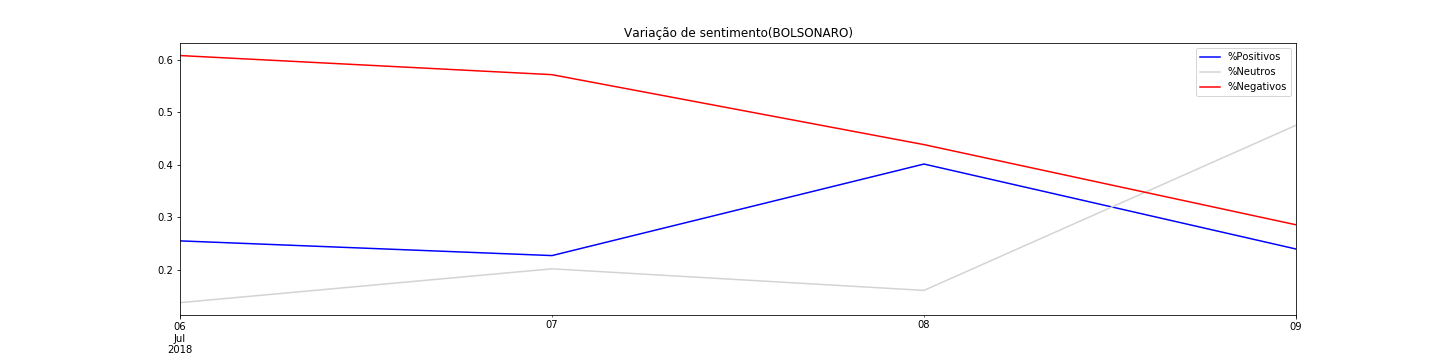 Variação de sentimento(BOLSONARO)
%Positivos
%Neutros
%Negativos
0.6
0.5
0.4
0.3
0.2
06
Jul
2018
07
08
09